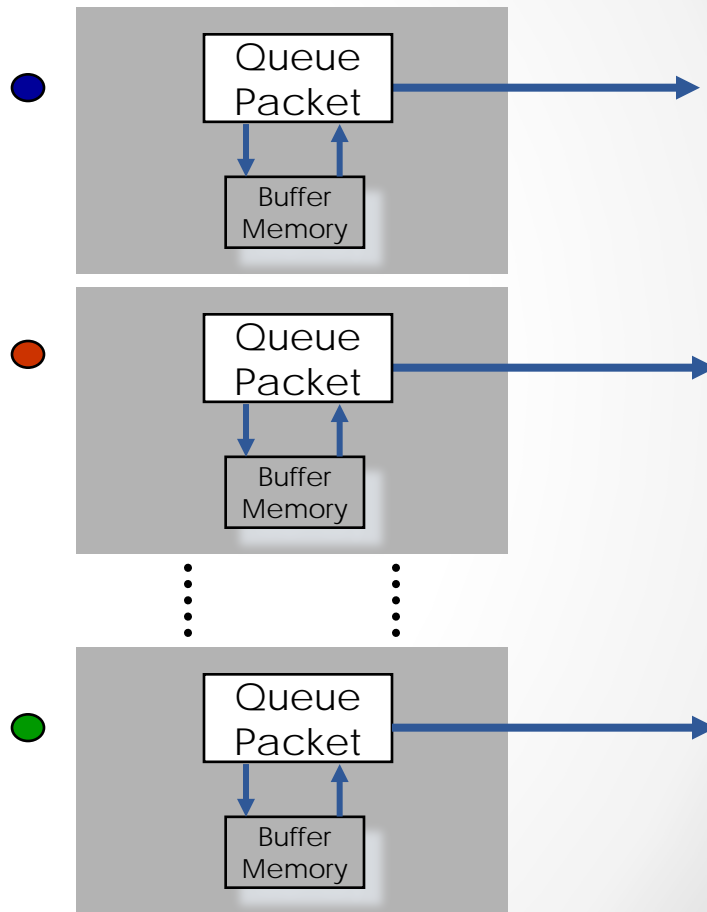 Queue
Packet
Buffer
Memory
Queue
Packet
Buffer
Memory
Queue
Packet
Buffer
Memory